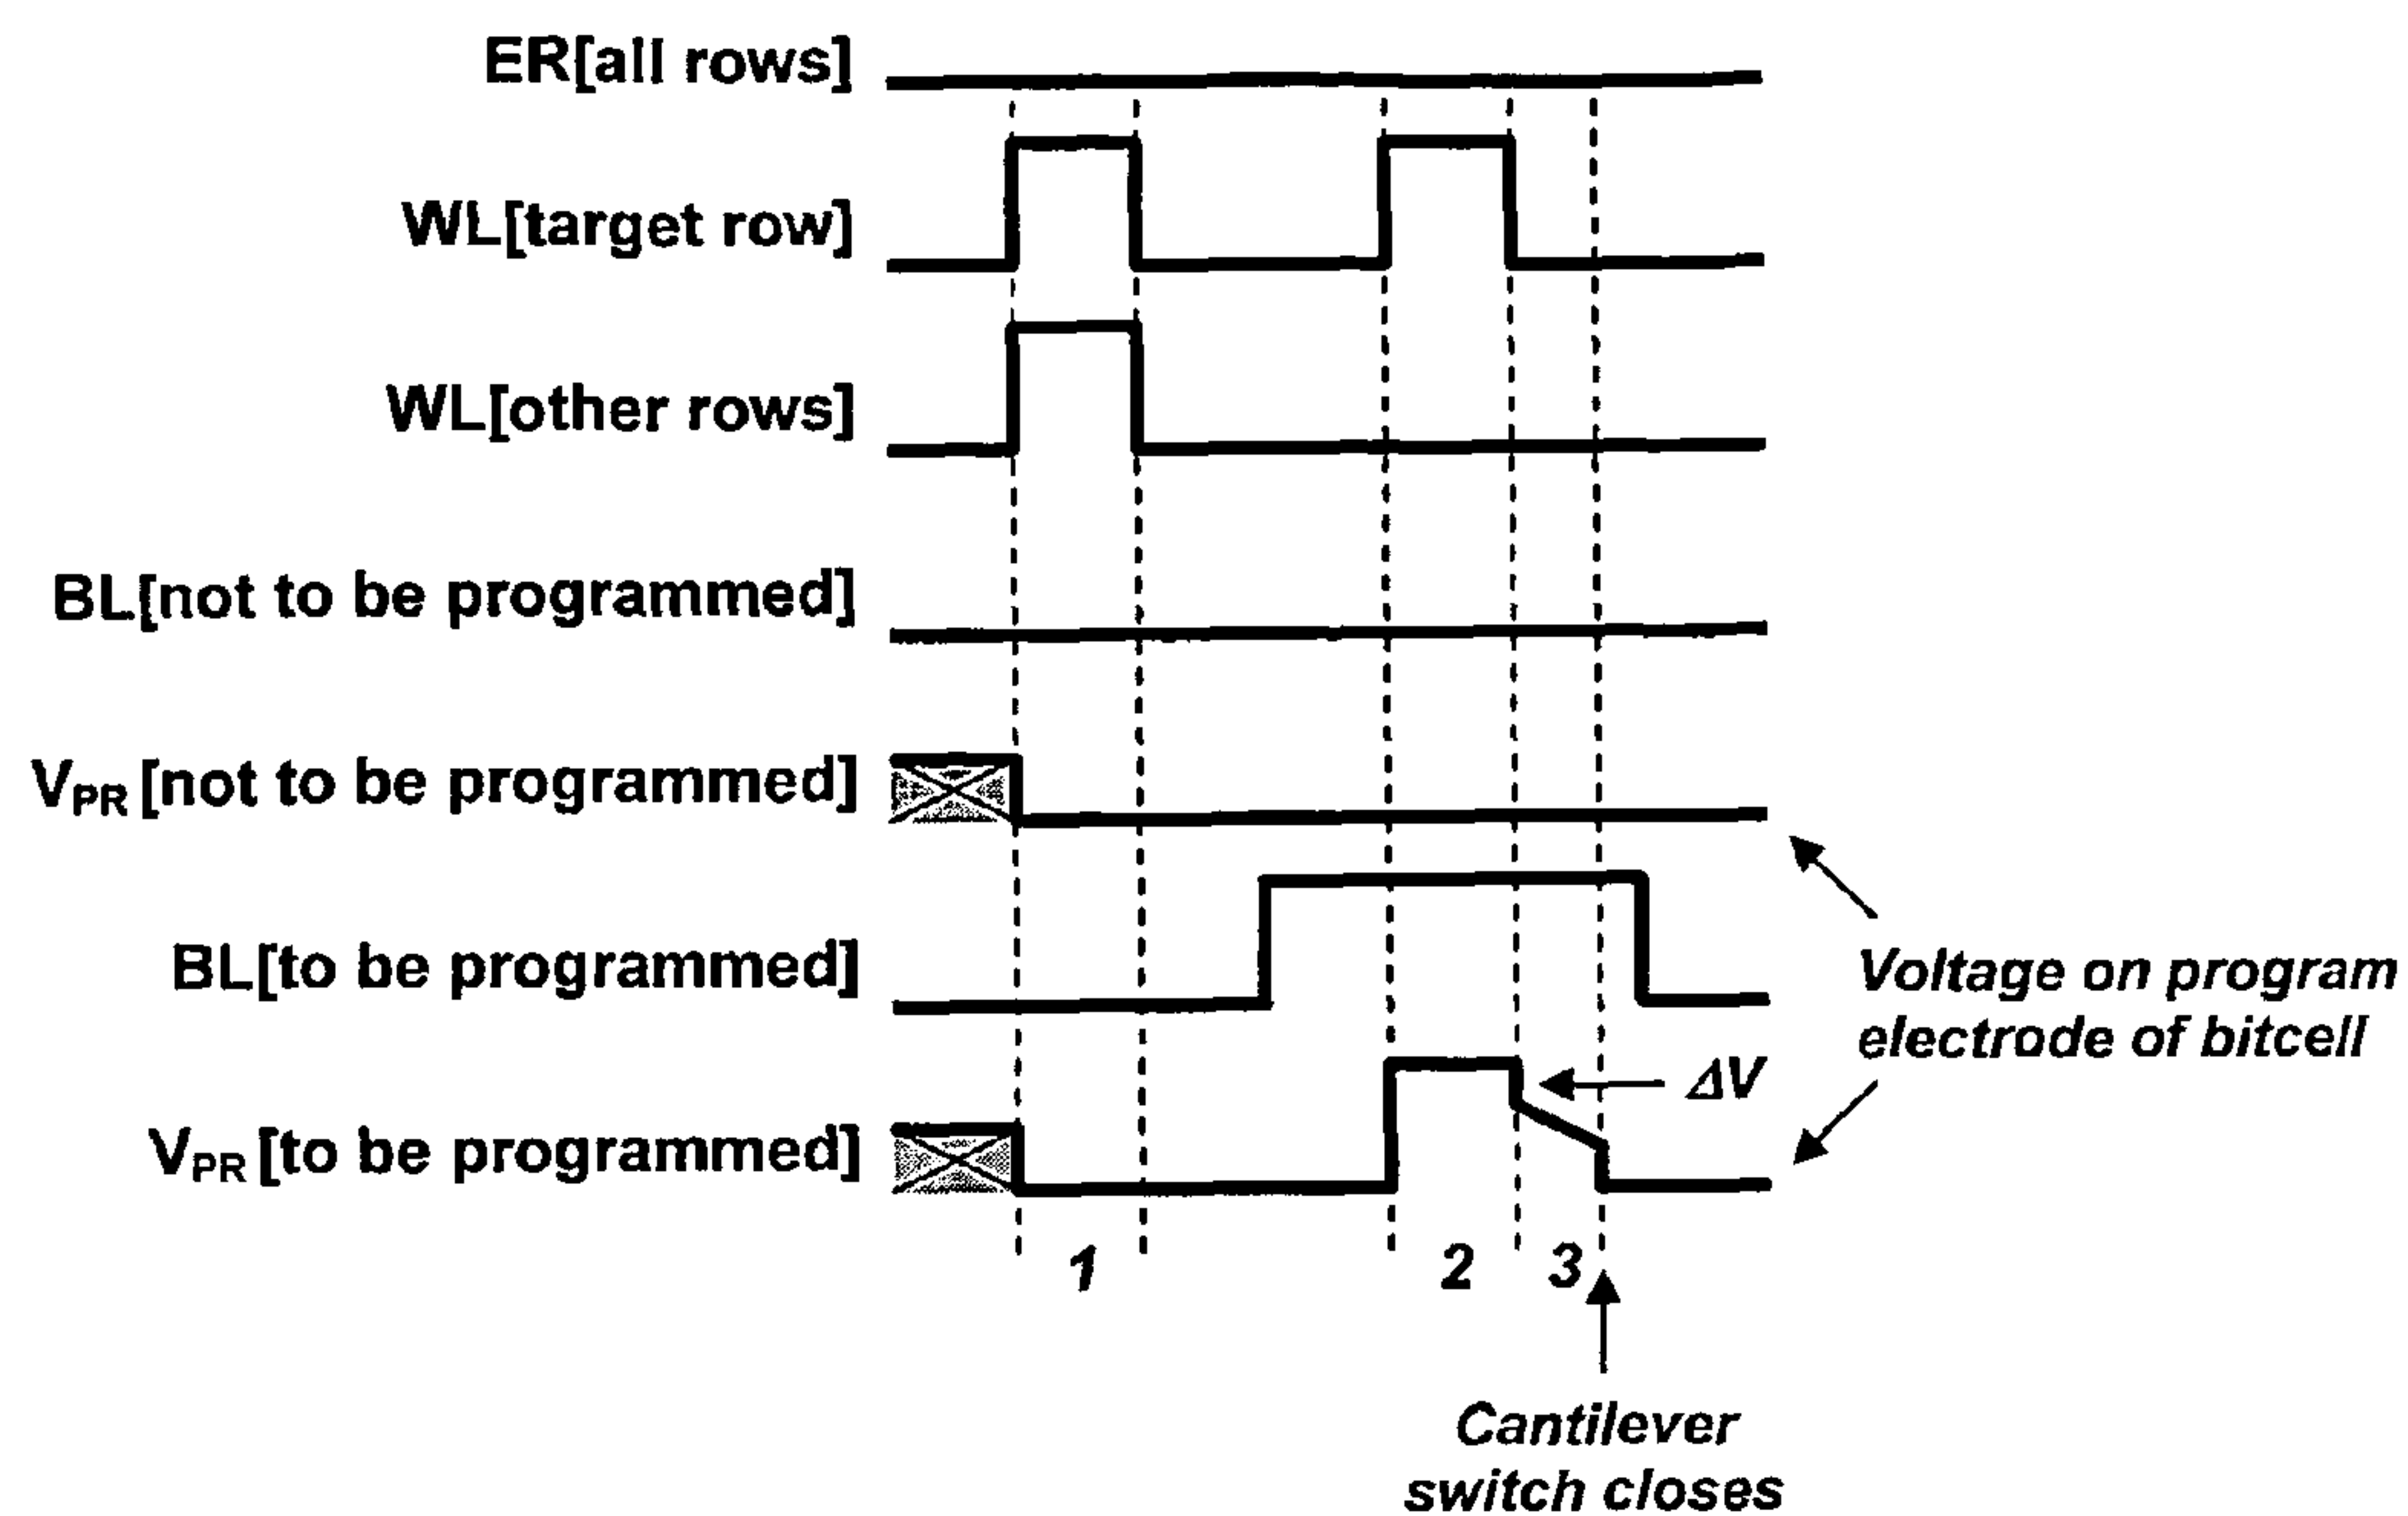 ER[all rows]
WL[target row]
WL[other rows]
BL[not to be programmed]
VPR [not to be programmed]
BL[to be programmed]
Voltage on program
electrode of bitcell
ΔV
VPR [to be programmed]
1 2 3
Cantilever
switch closes